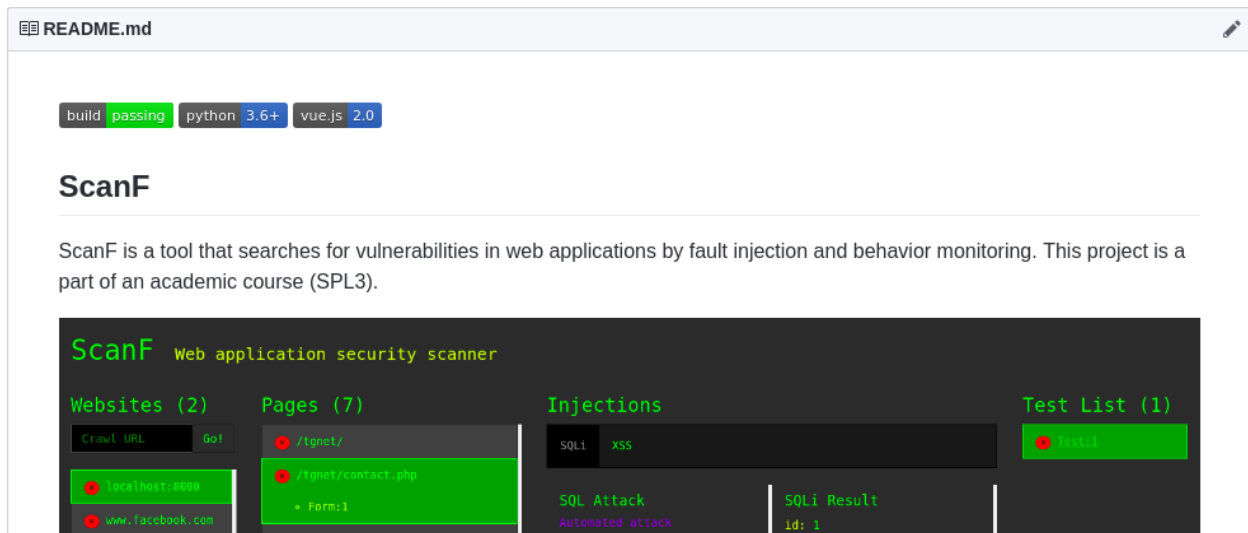 README.md
build passing python 3.6+ vue.js 2.0
ScanF
ScanF is a tool that searches for vulnerabilities in web applications by fault injection and behavior monitoring. This project is a
part of an academic course (SPL3).
ScanF Web application security scanner
Websites (2) Pages (7) Injections Test List (1)
Crawl URL Go! /tgnet/ SQLi XSS Test:1
localhost:8080 /tgnet/contact.php
Form:1 SQL Attack SQLi Result
www.facebook.com Automated attack id: 1